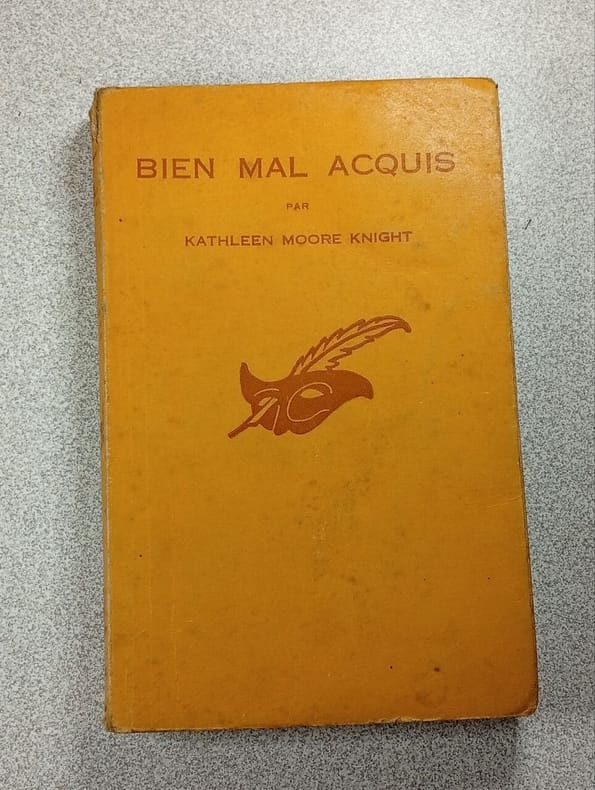 BIEN MAL ACQUIS
PAR
KATHLEEN MOORE KNIGHT